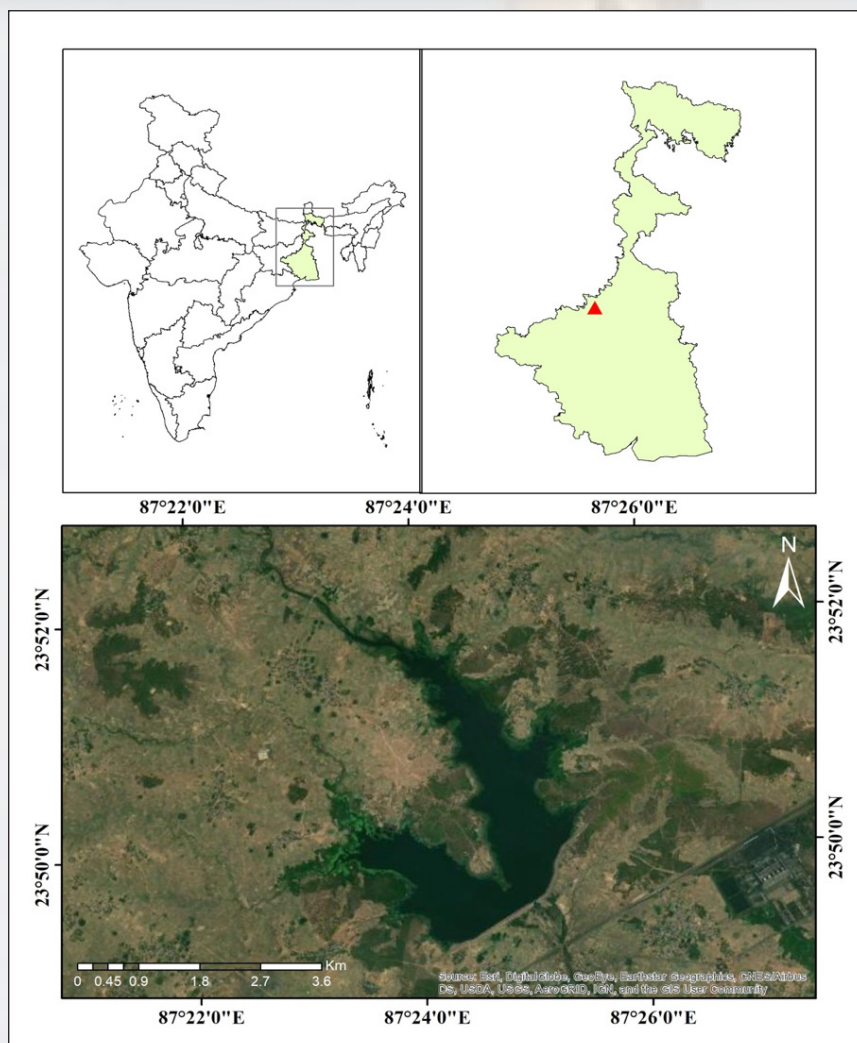 87°22'0"E 87°24'0"E 87°26'0"E
N
23°52'0"N 23°52'0"N
23°50'0"N 23°50'0"N
Km
0 0.45 0.9 1.8 2.7 3.6
Source: Esri, DigitalGlobe, GeoEye, Earthstar Geographics, CNES/Airbus
DS, USDA, USGS, AeroGRID, IGN, and the GIS User Community
87°22'0"E 87°24'0"E 87°26'0"E